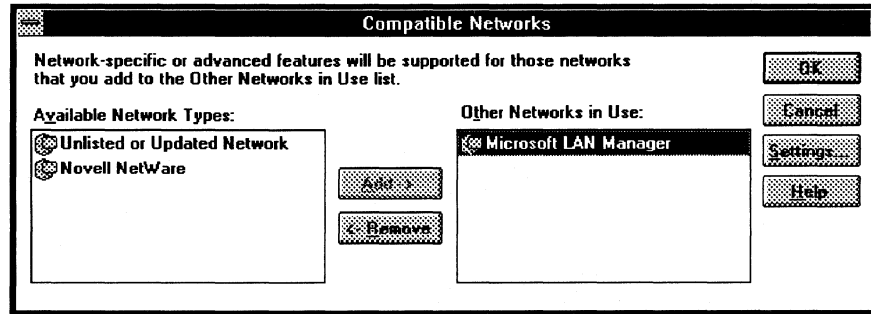 Compatible Networks
Network-specific or advanced features will be supported for those networks
that you add to the Other Networks in Use list.
Available Network Types:
Unlisted or Updated Network
Novell NetWare
Add ->
<- Remove
Other Networks in Use:
Microsoft LAN Manager
OK
Cancel
Settings...
Help